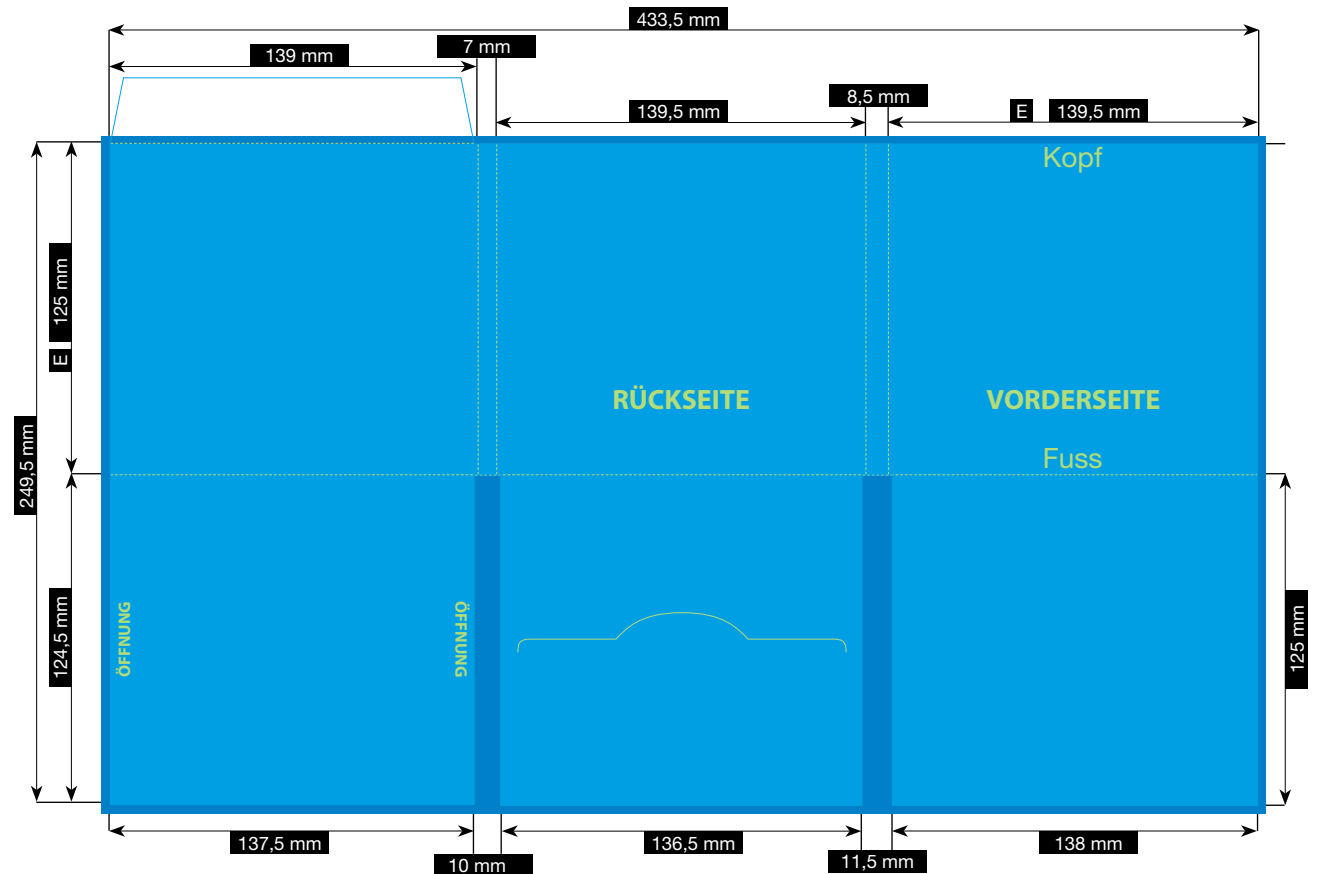 433,5 mm
7 mm
139 mm
8,5 mm
139,5 mm
E 139,5 mm
Kopf
125 mm
E
RÜCKSEITE
VORDERSEITE
249,5 mm
Fuss
124,5 mm
ÖFFNUNG
ÖFFNUNG
125 mm
137,5 mm
136,5 mm
138 mm
10 mm
11,5 mm